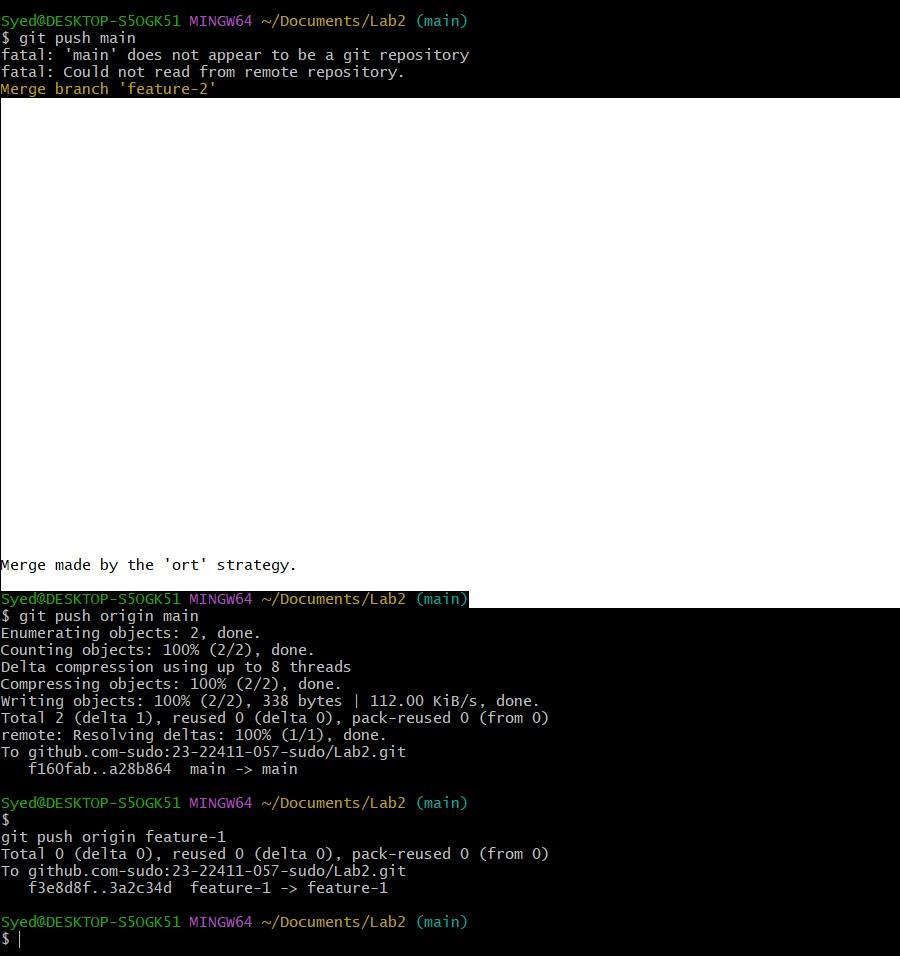 Syed@DESKTOP-S5OGK51 MINGW64 ~/Documents/Lab2 (main)
$ git push main
fatal: 'main' does not appear to be a git repository
fatal: Could not read from remote repository.
Merge branch 'feature-2'
Merge made by the 'ort' strategy.
Syed@DESKTOP-S5OGK51 MINGW64 ~/Documents/Lab2 (main)
$ git push origin main
Enumerating objects: 2, done.
Counting objects: 100% (2/2), done.
Delta compression using up to 8 threads
Compressing objects: 100% (2/2), done.
Writing objects: 100% (2/2), 338 bytes | 112.00 KiB/s, done.
Total 2 (delta 1), reused 0 (delta 0), pack-reused 0 (from 0)
remote: Resolving deltas: 100% (1/1), done.
To github.com-sudo:23-22411-057-sudo/Lab2.git
   f160fab..a28b864  main -> main
Syed@DESKTOP-S5OGK51 MINGW64 ~/Documents/Lab2 (main)
$
git push origin feature-1
Total 0 (delta 0), reused 0 (delta 0), pack-reused 0 (from 0)
To github.com-sudo:23-22411-057-sudo/Lab2.git
   f3e8d8f..3a2c34d  feature-1 -> feature-1
Syed@DESKTOP-S5OGK51 MINGW64 ~/Documents/Lab2 (main)
$